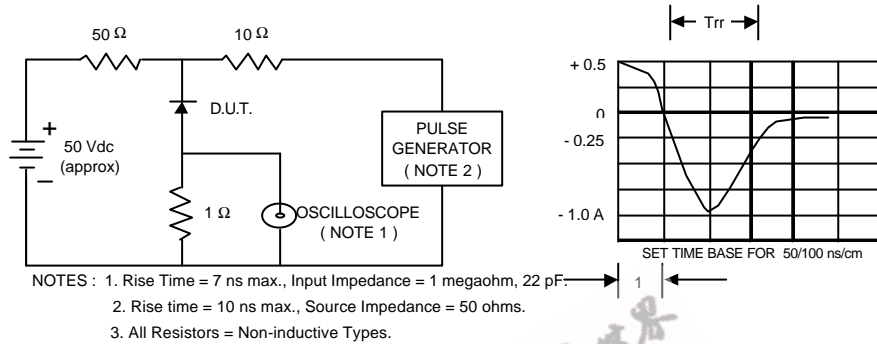 50 Ω
10 Ω
Trr
+ 0.5
0
- 0.25
- 1.0 A
D.U.T.
+
50 Vdc
(approx)
−
1 Ω
OSCILLOSCOPE
( NOTE 1 )
PULSE
GENERATOR
( NOTE 2 )
SET TIME BASE FOR 50/100 ns/cm
1
NOTES : 1. Rise Time = 7 ns max., Input Impedance = 1 megaohm, 22 pF.
2. Rise time = 10 ns max., Source Impedance = 50 ohms.
3. All Resistors = Non-inductive Types.